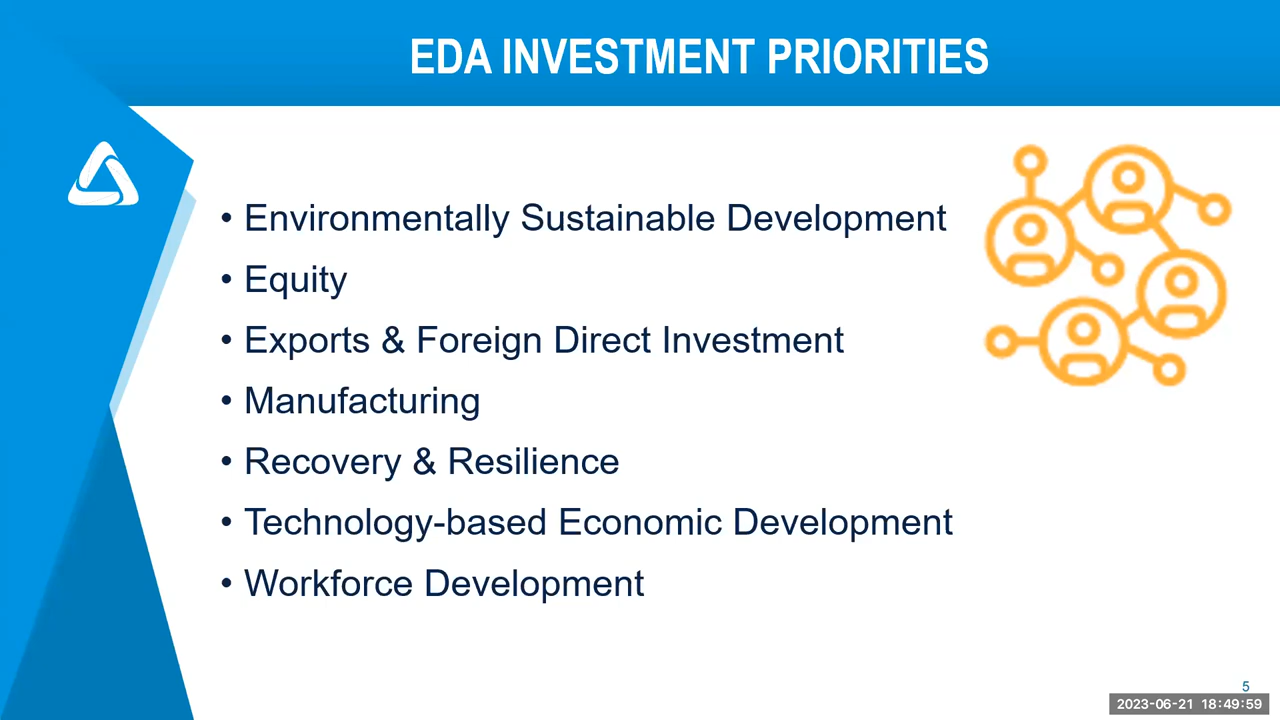 EDA INVESTMENT PRIORITIES
• Environmentally Sustainable Development
• Equity
• Exports & Foreign Direct Investment
• Manufacturing
• Recovery & Resilience
• Technology-based Economic Development
• Workforce Development
5
2023-06-21 18:49:59